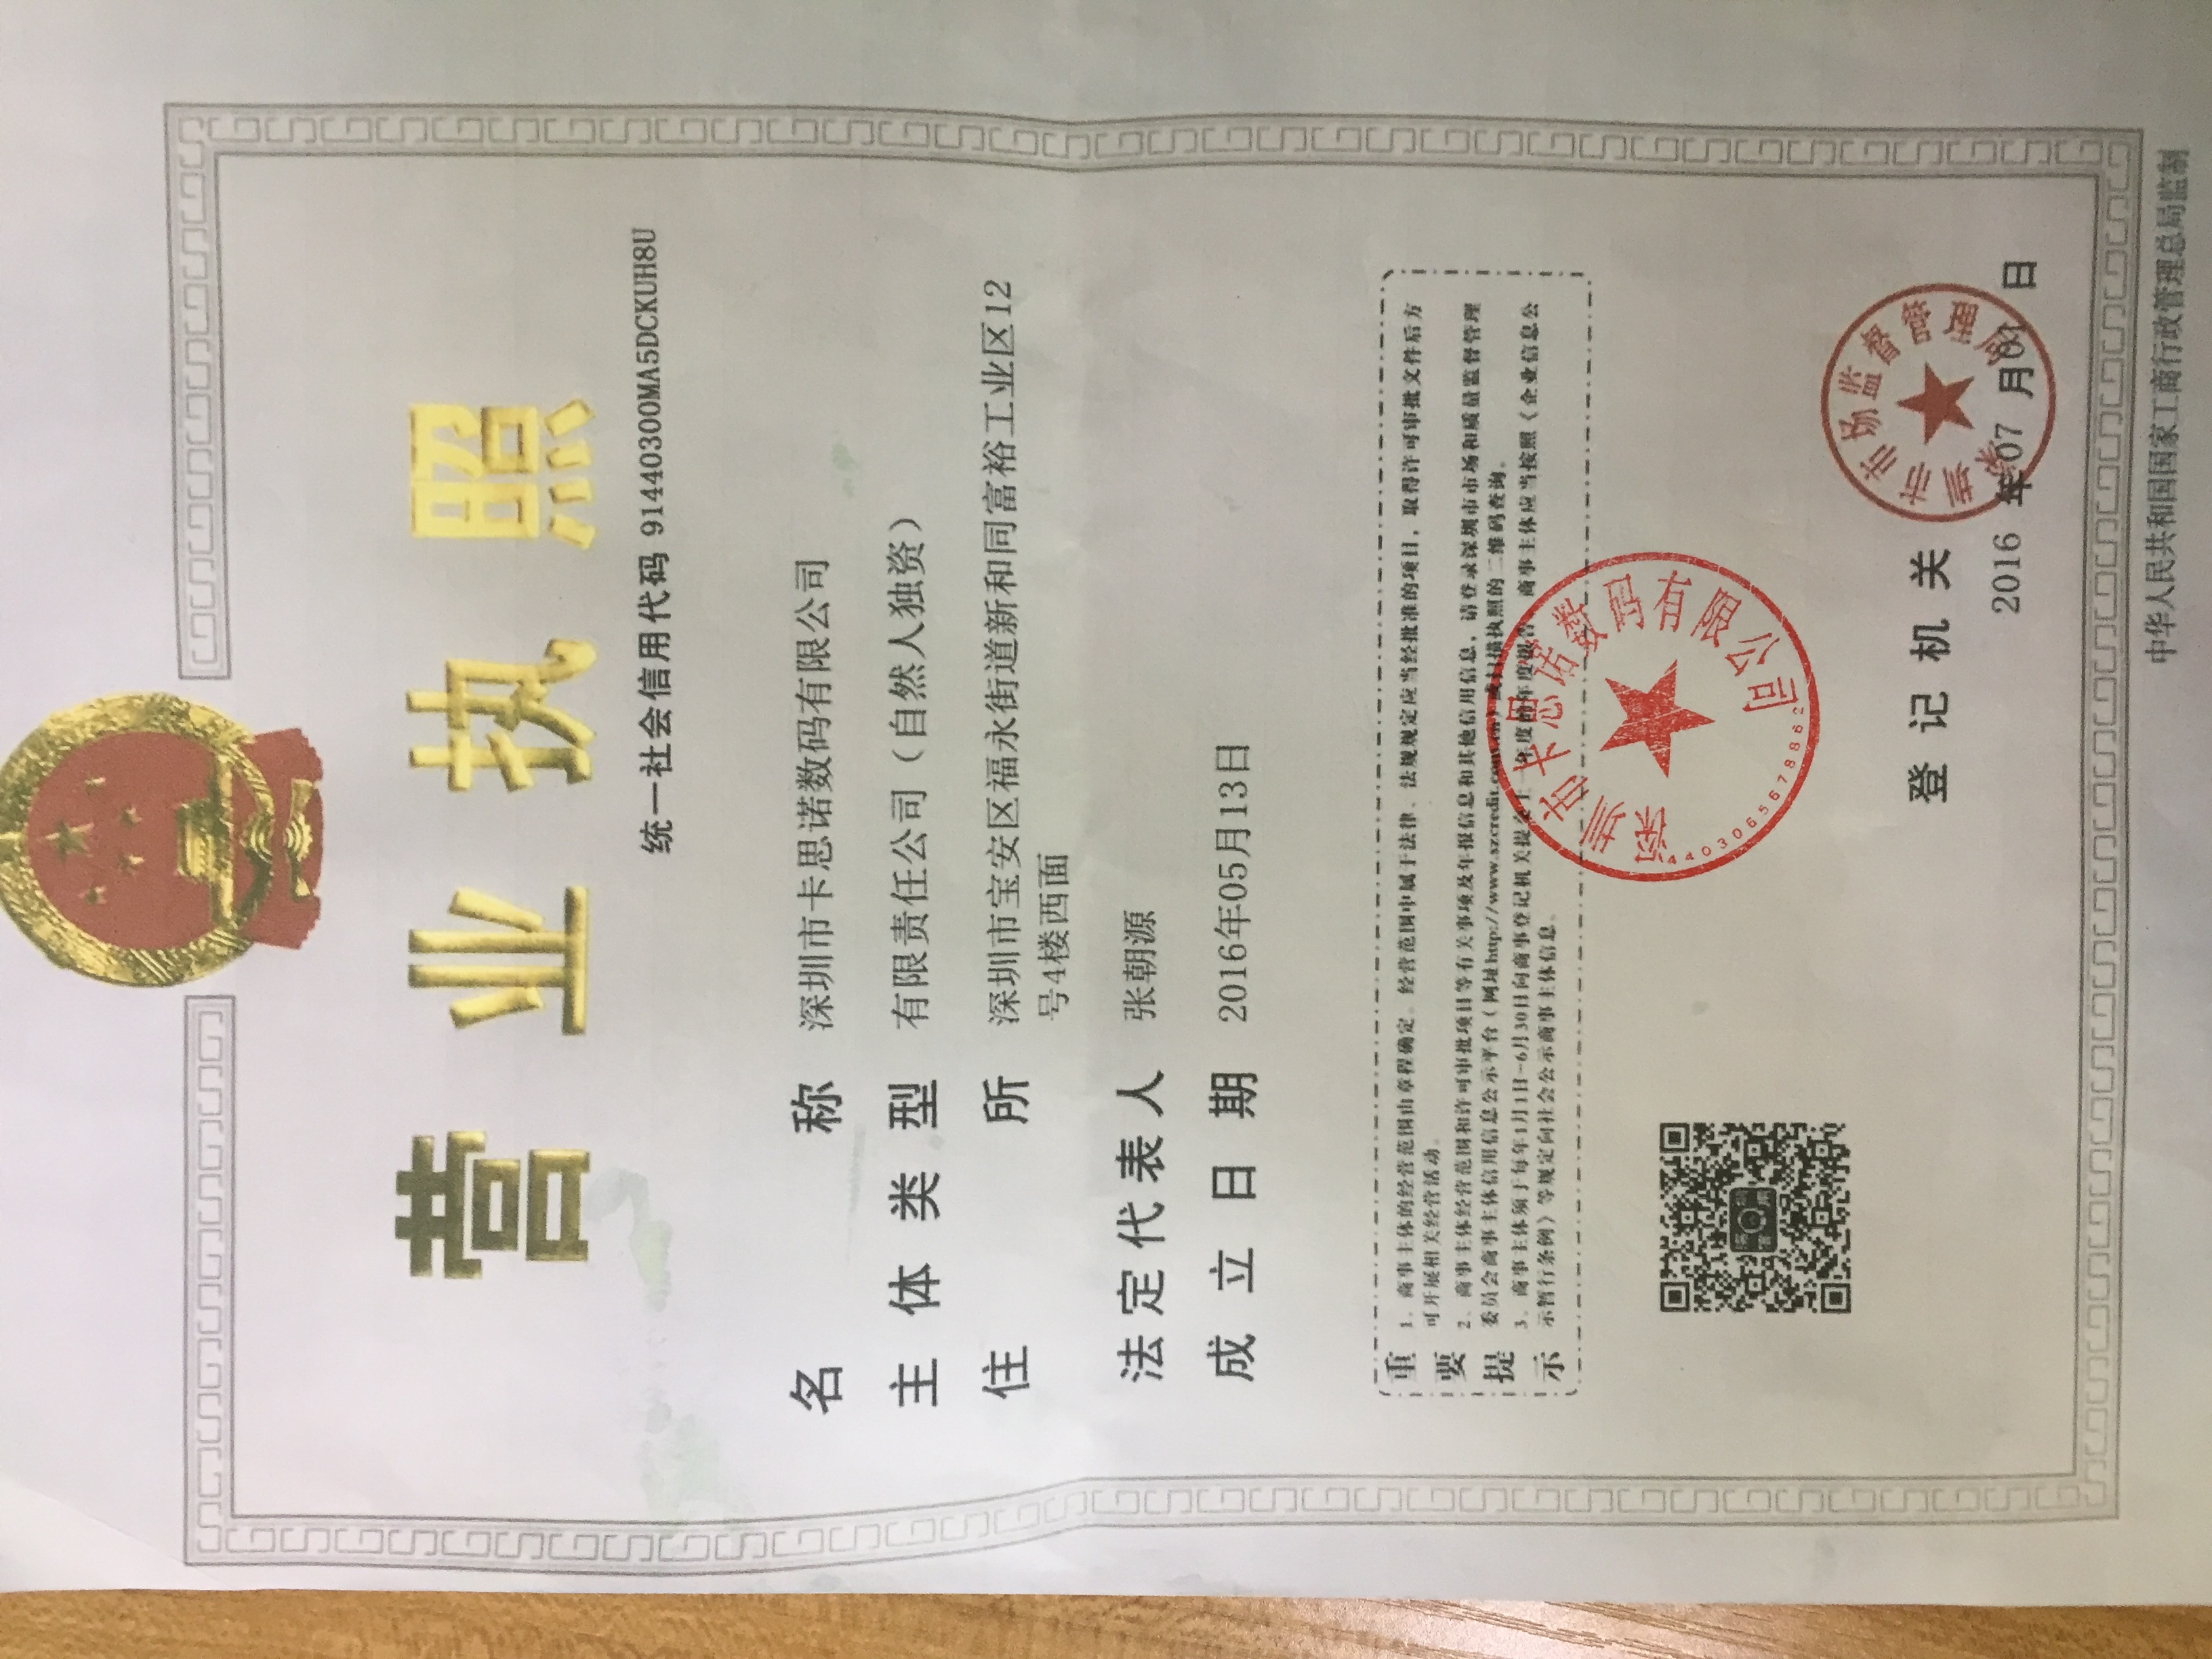 营业执照
统一社会信用代码 91440300MA5DCKUH8U
名称 深圳市卡思诺数码有限公司
主体类型 有限责任公司（自然人独资）
住所 深圳市宝安区福永街道新和同富裕工业区12
号4楼西面
法定代表人 张朝源
成立日期 2016年05月13日
重要提示
1．商事主体的经营范围由章程确定。经营范围中属于法律、法规规定应当经批准的项目，取得许可审批文件后方
可开展相关经营活动。
2．商事主体经营范围和许可审批项目等有关事项及年报信息和其他信用信息，请登录深圳市市场和质量监督管理
委员会商事主体信用信息公示平台（网址http://www.szcredit.com.cn）或扫描执照的二维码查询。
3．商事主体须于每年1月1日-6月30日向商事登记机关提交上一年度的年度报告。商事主体应当按照《企业信息公
示暂行条例》等规定向社会公示商事主体信息。
深圳市卡思诺数码有限公司
4403065678862
登记机关
深圳市市场监督管理局
2016 年07 月01 日
中华人民共和国国家工商行政管理总局监制